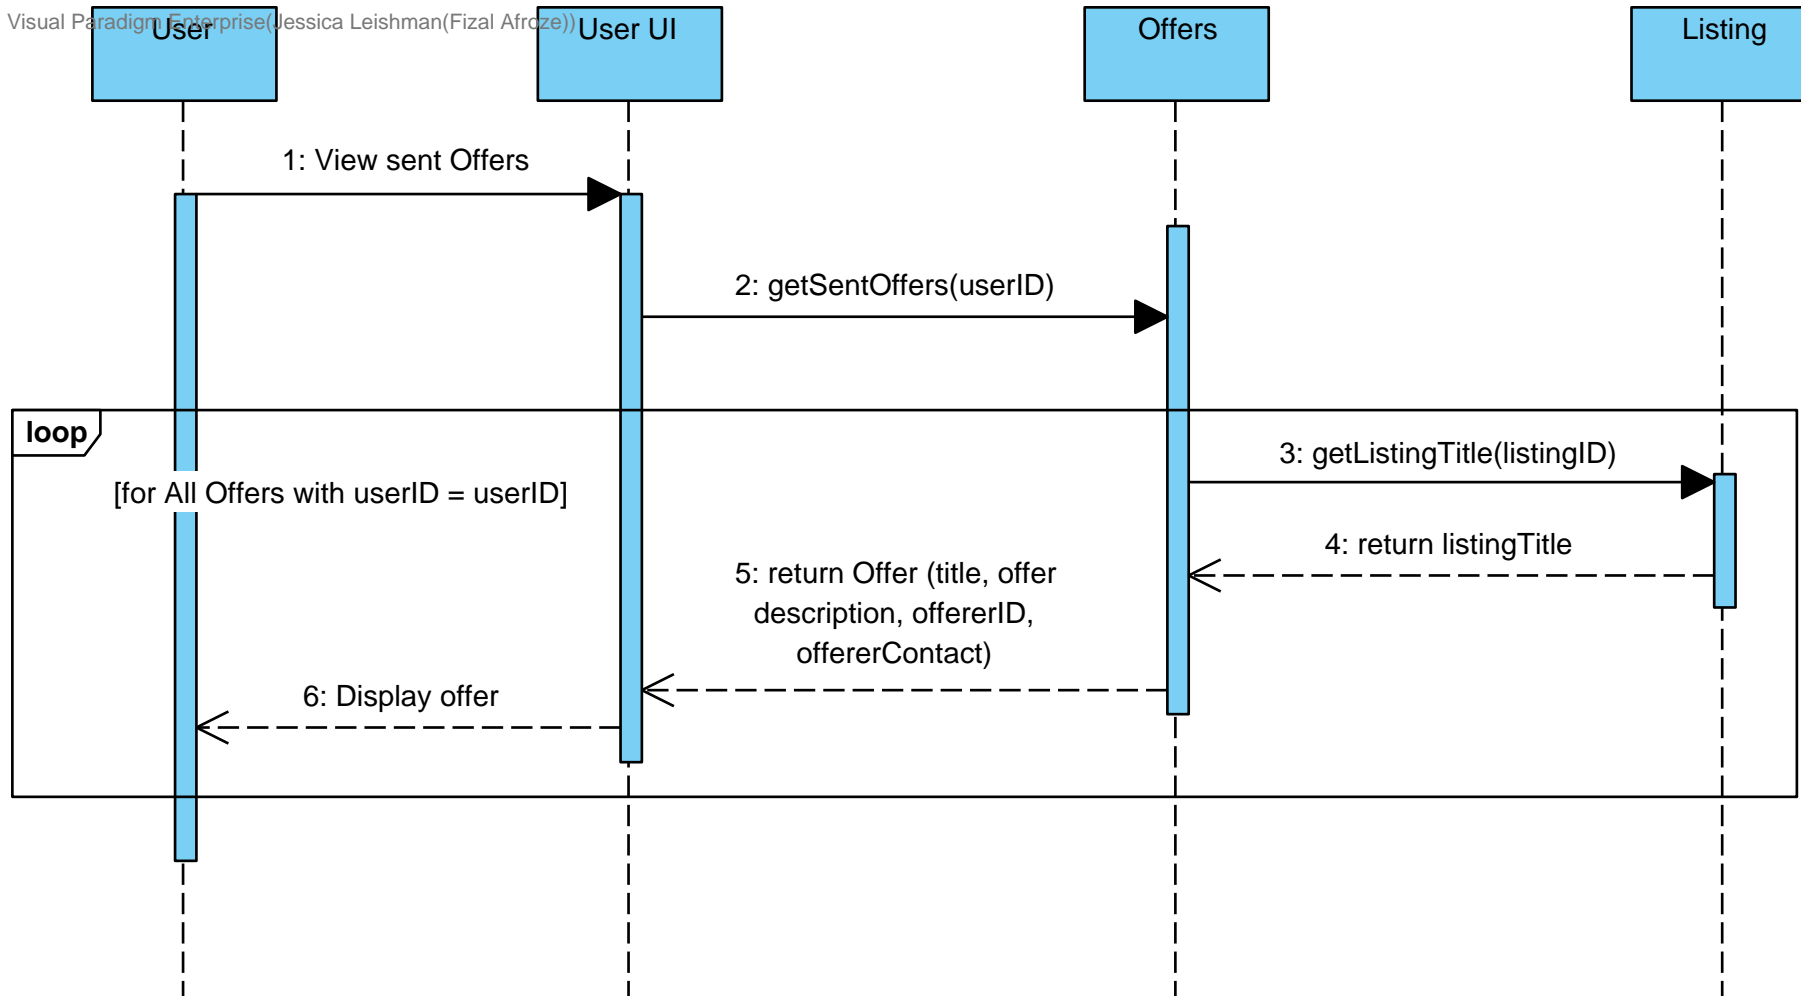 Visual Paradigm Enterprise(Jessica Leishman(Fizal Afroze))
User
User UI
Offers
Listing
1: View sent Offers
2: getSentOffers(userID)
loop
[for All Offers with userID = userID]
3: getListingTitle(listingID)
4: return listingTitle
5: return Offer (title, offer
description, offererID,
offererContact)
6: Display offer